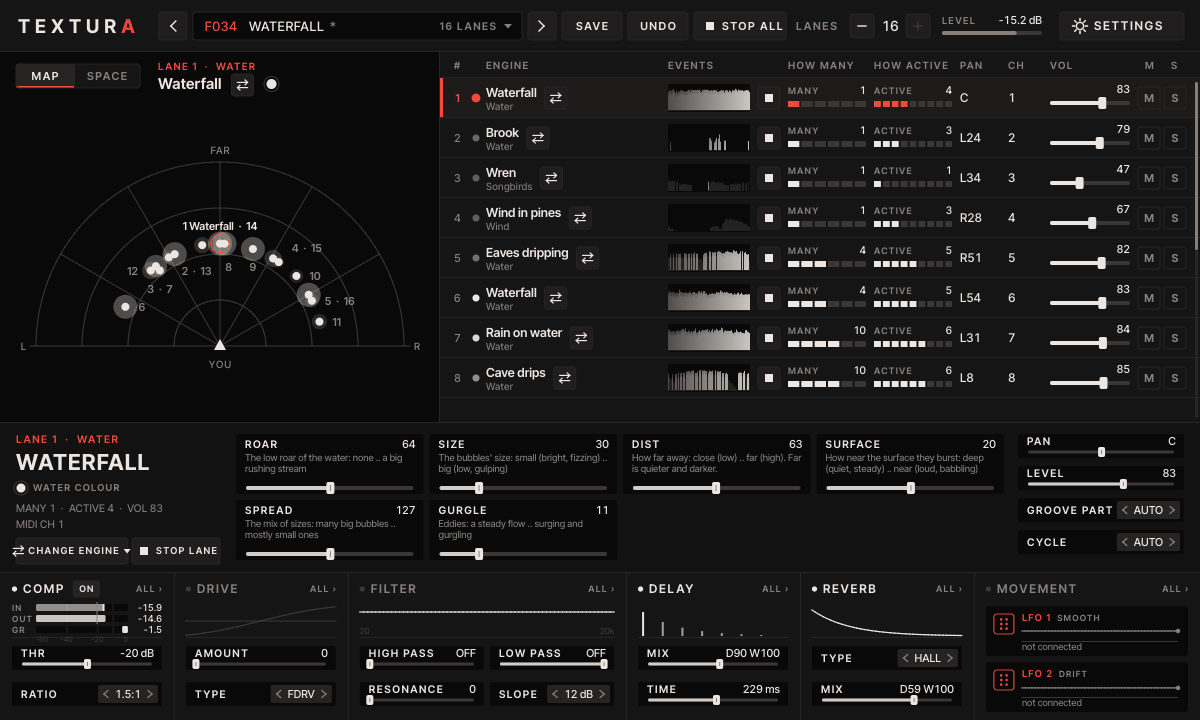 TEXTURA
F034 WATERFALL * 16 LANES
SAVE UNDO STOP ALL LANES 16 LEVEL -15.2 dB SETTINGS
MAP SPACE
LANE 1 · WATER
Waterfall
FAR
1 Waterfall · 14
4 · 15
12
2 · 13
8
9
10
3 · 7
6
5 · 16
11
L
R
YOU
# ENGINE EVENTS HOW MANY HOW ACTIVE PAN CH VOL M S
1 Waterfall Water MANY 1 ACTIVE 4 C 1 83 M S
2 Brook Water MANY 1 ACTIVE 3 L24 2 79 M S
3 Wren Songbirds MANY 1 ACTIVE 1 L34 3 47 M S
4 Wind in pines Wind MANY 1 ACTIVE 3 R28 4 67 M S
5 Eaves dripping Water MANY 4 ACTIVE 5 R51 5 82 M S
6 Waterfall Water MANY 4 ACTIVE 5 L54 6 83 M S
7 Rain on water Water MANY 10 ACTIVE 6 L31 7 84 M S
8 Cave drips Water MANY 10 ACTIVE 6 L8 8 85 M S
LANE 1 · WATER
WATERFALL
WATER COLOUR
MANY 1 · ACTIVE 4 · VOL 83
MIDI CH 1
CHANGE ENGINE STOP LANE
ROAR 64
The low roar of the water: none .. a big
rushing stream
SIZE 30
The bubbles' size: small (bright, fizzing) ..
big (low, gulping)
DIST 63
How far away: close (low) .. far (high). Far
is quieter and darker.
SURFACE 20
How near the surface they burst: deep
(quiet, steady) .. near (loud, babbling)
SPREAD 127
The mix of sizes: many big bubbles ..
mostly small ones
GURGLE 11
Eddies: a steady flow .. surging and
gurgling
PAN C
LEVEL 83
GROOVE PART < AUTO >
CYCLE < AUTO >
COMP ON ALL ›
IN -15.9
OUT -14.6
GR -1.5
-60 -40 -20 0
THR -20 dB
RATIO < 1.5:1 >
DRIVE ALL ›
AMOUNT 0
TYPE < FDRV >
FILTER ALL ›
20 20k
HIGH PASS OFF
LOW PASS OFF
RESONANCE 0
SLOPE < 12 dB >
DELAY ALL ›
MIX D90 W100
TIME 229 ms
REVERB ALL ›
TYPE < HALL >
MIX D59 W100
MOVEMENT ALL ›
LFO 1 SMOOTH
not connected
LFO 2 DRIFT
not connected